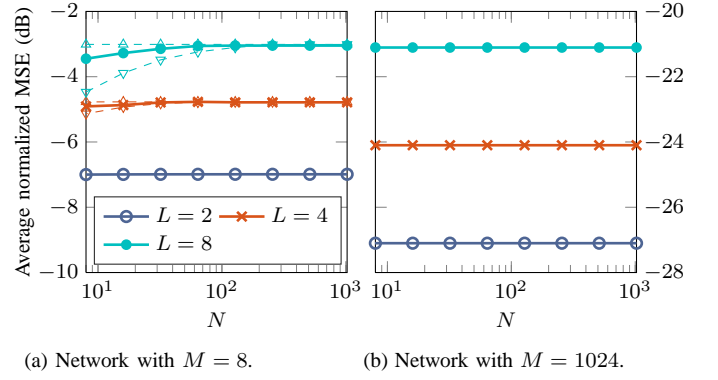 Average normalized MSE (dB)
−2
−4
−6
−8
−10
L = 2
L = 4
L = 8
10^1
10^2
10^3
N
−20
−22
−24
−26
−28
10^1
10^2
10^3
N
(a) Network with M = 8.
(b) Network with M = 1024.